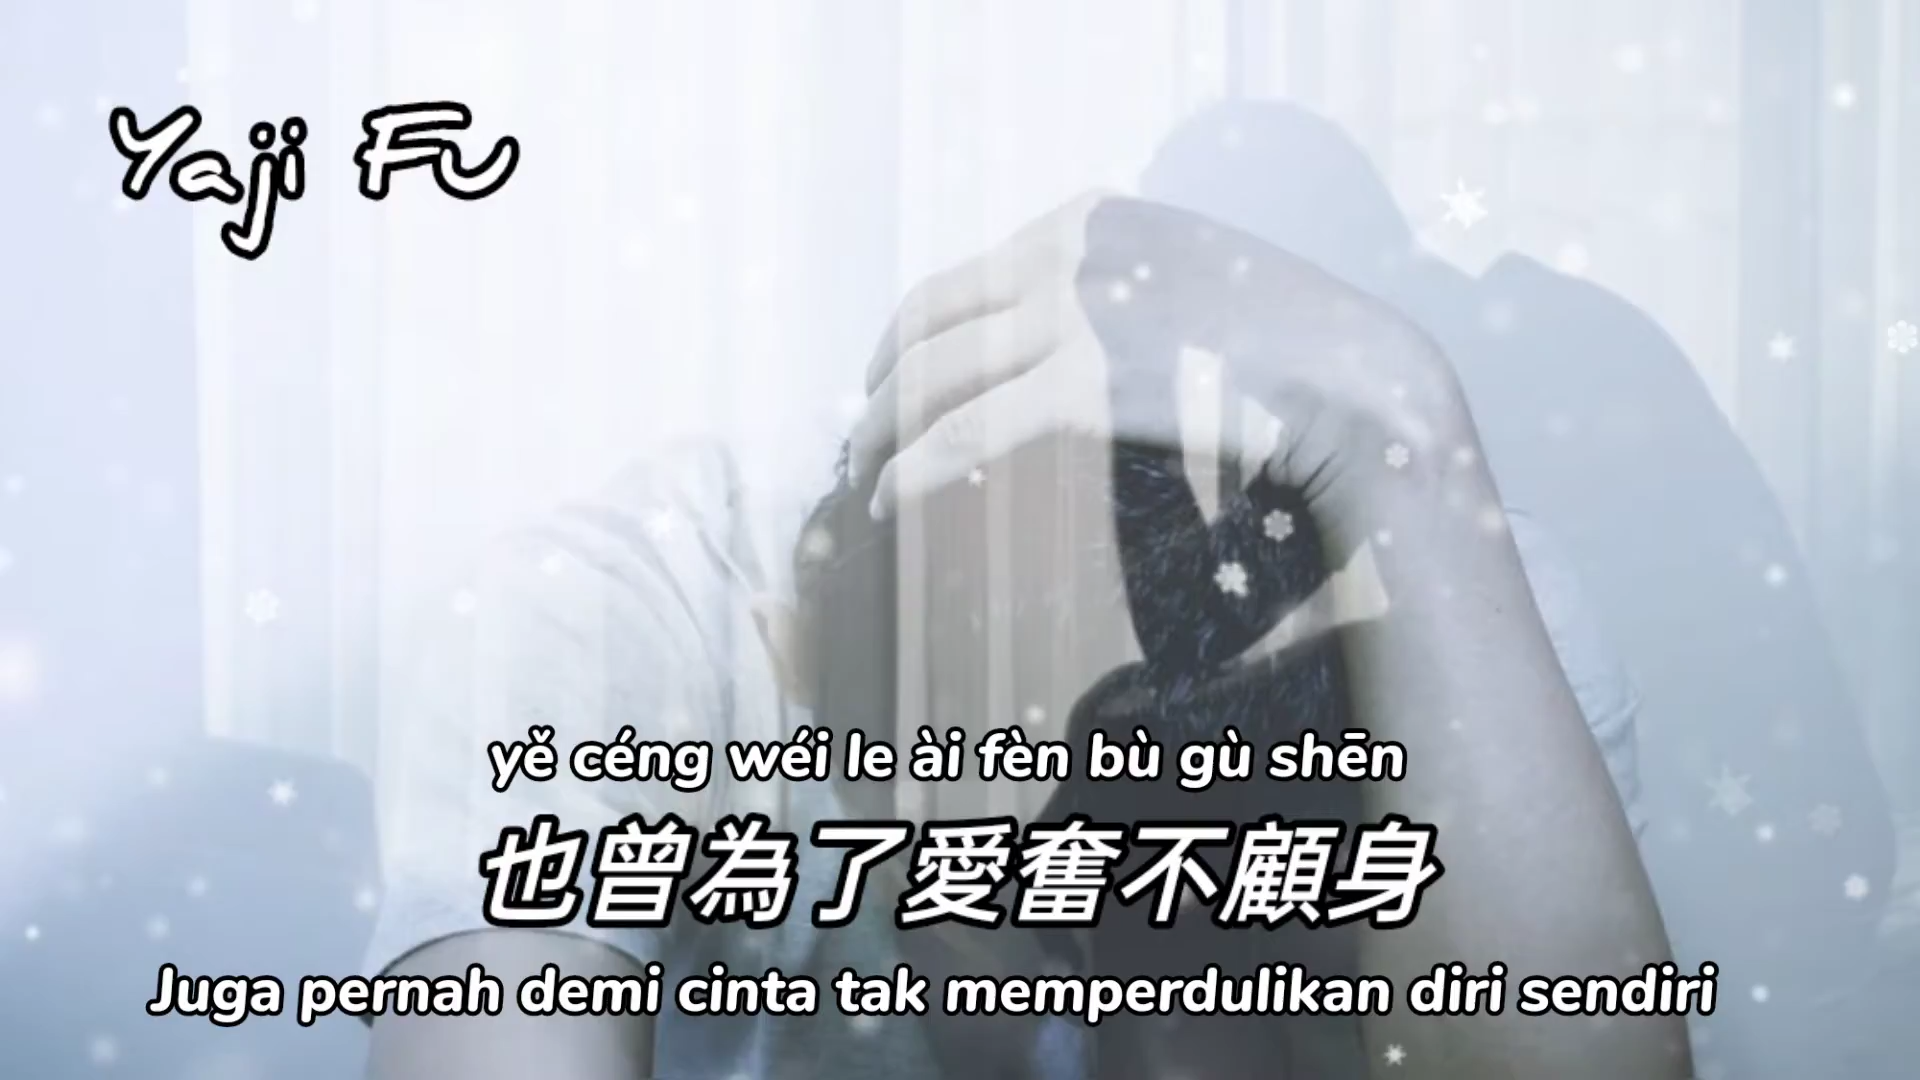 Yaji Fu
yě céng wéi le ài fèn bù gù shēn
也曾為了愛奮不顧身
Juga pernah demi cinta tak memperdulikan diri sendiri